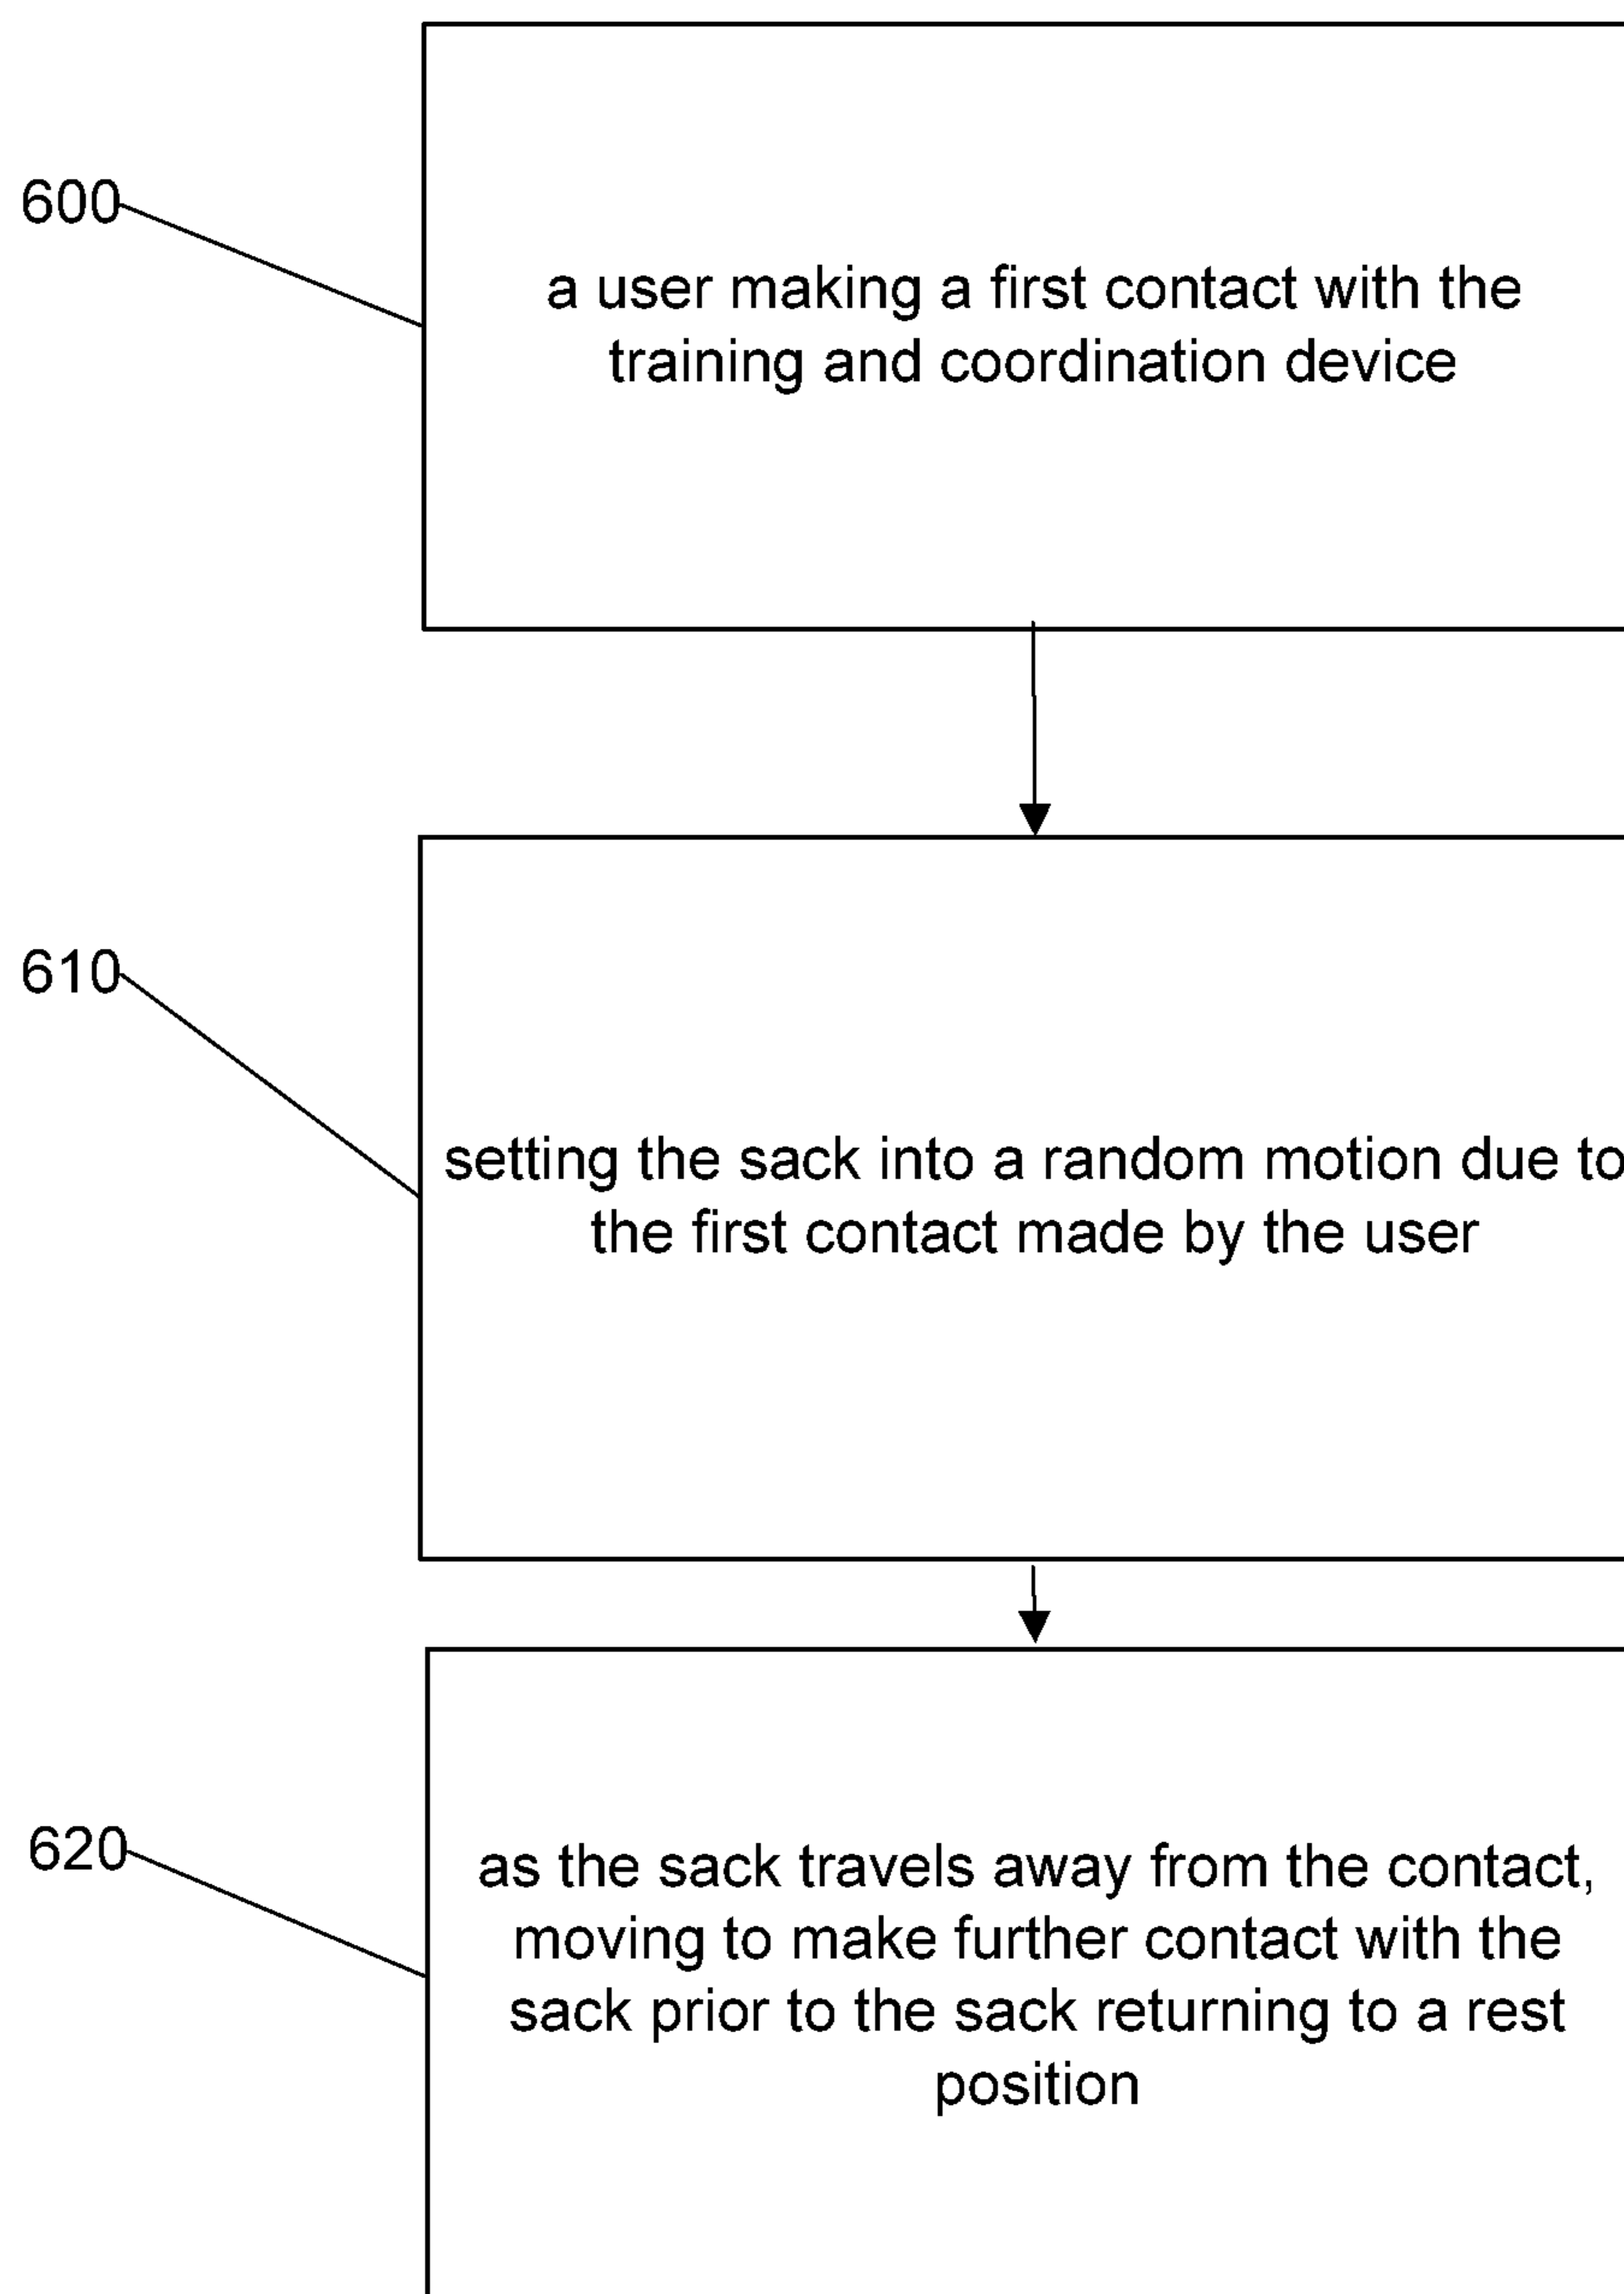 600
a user making a first contact with the
training and coordination device
610
setting the sack into a random motion due to
the first contact made by the user
620
as the sack travels away from the contact,
moving to make further contact with the
sack prior to the sack returning to a rest
position